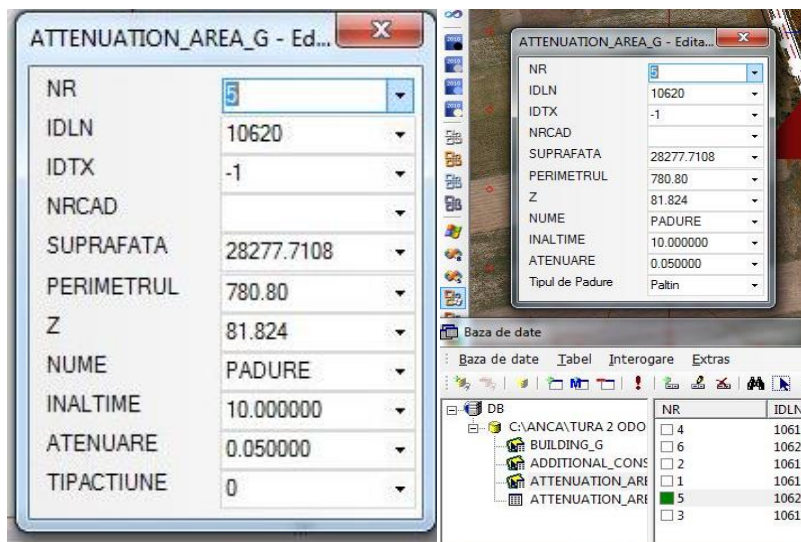 ATTENUATION_AREA_G - Ed...
NR 5
IDLN 10620
IDTX -1
NRCAD
SUPRAFATA 28277.7108
PERIMETRUL 780.80
Z 81.824
NUME PADURE
INALTIME 10.000000
ATENUARE 0.050000
TIPACTIUNE 0
ATTENUATION_AREA_G - Edita...
NR 5
IDLN 10620
IDTX -1
NRCAD
SUPRAFATA 28277.7108
PERIMETRUL 780.80
Z 81.824
NUME PADURE
INALTIME 10.000000
ATENUARE 0.050000
Tipul de Padure Paltin
Baza de date
Baza de date Tabel Interogare Extras
DB
C:\ANCA\TURA 2 ODO
BUILDING_G
ADDITIONAL_CONS
ATTENUATION_ARE
ATTENUATION_ARE
NR IDLN
4 1061
6 1062
2 1061
1 1061
5 1062
3 1061